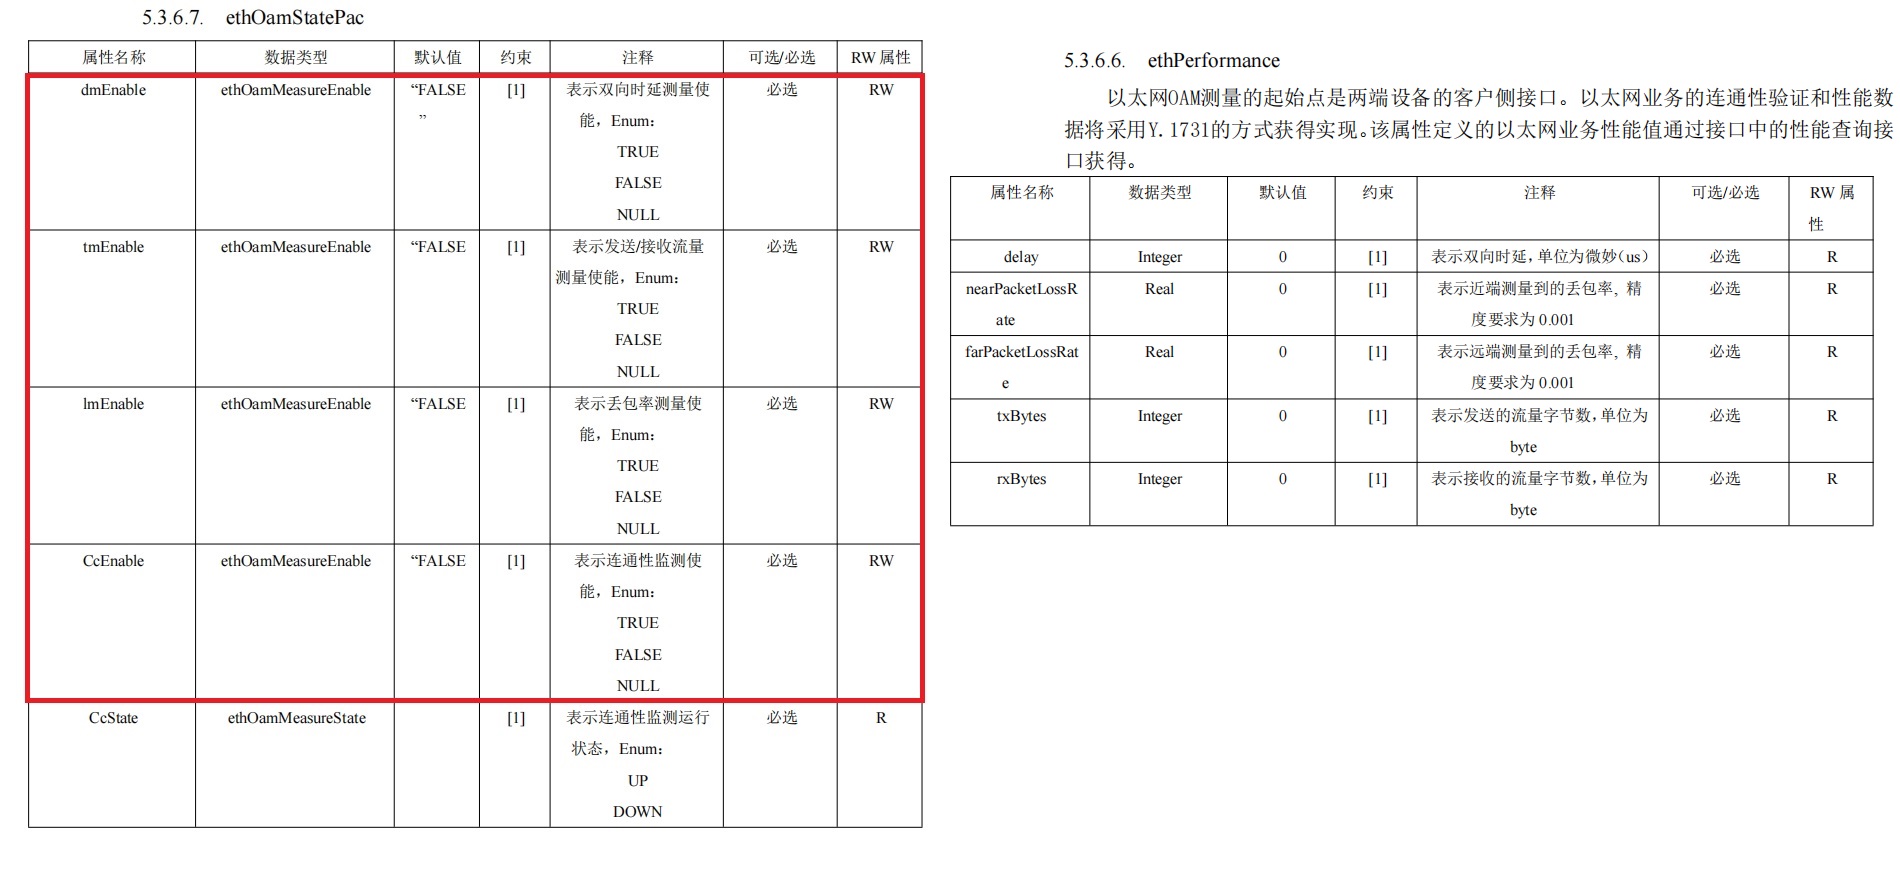 5.3.6.7. ethOamStatePac
属性名称 数据类型 默认值 约束 注释 可选/必选 RW 属性
dmEnable ethOamMeasureEnable “FALSE [1] 表示双向时延测量使 必选 RW
” 能，Enum：
TRUE
FALSE
NULL
tmEnable ethOamMeasureEnable “FALSE [1] 表示发送/接收流量 必选 RW
测量使能，Enum：
TRUE
FALSE
NULL
lmEnable ethOamMeasureEnable “FALSE [1] 表示丢包率测量使 必选 RW
能，Enum：
TRUE
FALSE
NULL
CcEnable ethOamMeasureEnable “FALSE [1] 表示连通性监测使 必选 RW
能，Enum：
TRUE
FALSE
NULL
CcState ethOamMeasureState [1] 表示连通性监测运行 必选 R
状态，Enum：
UP
DOWN
5.3.6.6. ethPerformance
以太网OAM测量的起始点是两端设备的客户侧接口。以太网业务的连通性验证和性能数
据将采用Y.1731的方式获得实现。该属性定义的以太网业务性能值通过接口中的性能查询接
口获得。
属性名称 数据类型 默认值 约束 注释 可选/必选 RW 属
性
delay Integer 0 [1] 表示双向时延，单位为微妙（us） 必选 R
nearPacketLossR Real 0 [1] 表示近端测量到的丢包率，精 必选 R
ate 度要求为 0.001
farPacketLossRat Real 0 [1] 表示远端测量到的丢包率，精 必选 R
e 度要求为 0.001
txBytes Integer 0 [1] 表示发送的流量字节数，单位为 必选 R
byte
rxBytes Integer 0 [1] 表示接收的流量字节数，单位为 必选 R
byte